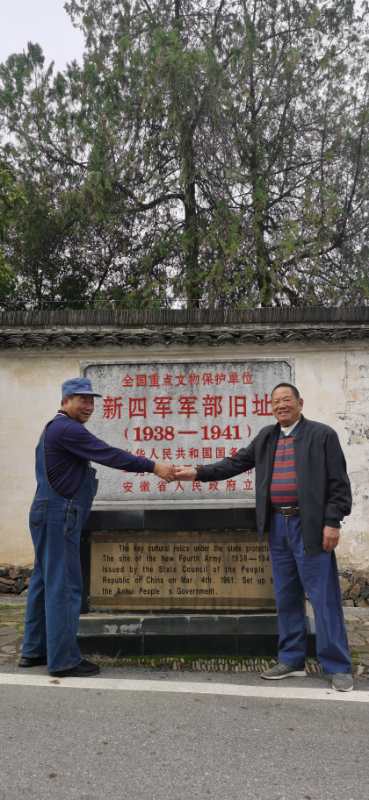 全国重点文物保护单位
新四军军部旧址
(1938—1941)
华人民共和国国务
安徽省人民政府立
The key cultural relics under the state protecti
The site of the New Fourth Army (1938—194
issued by the State Council of the People
Republic of China on Mar. 4th. 1961. Set up
the Anhui People s Government.